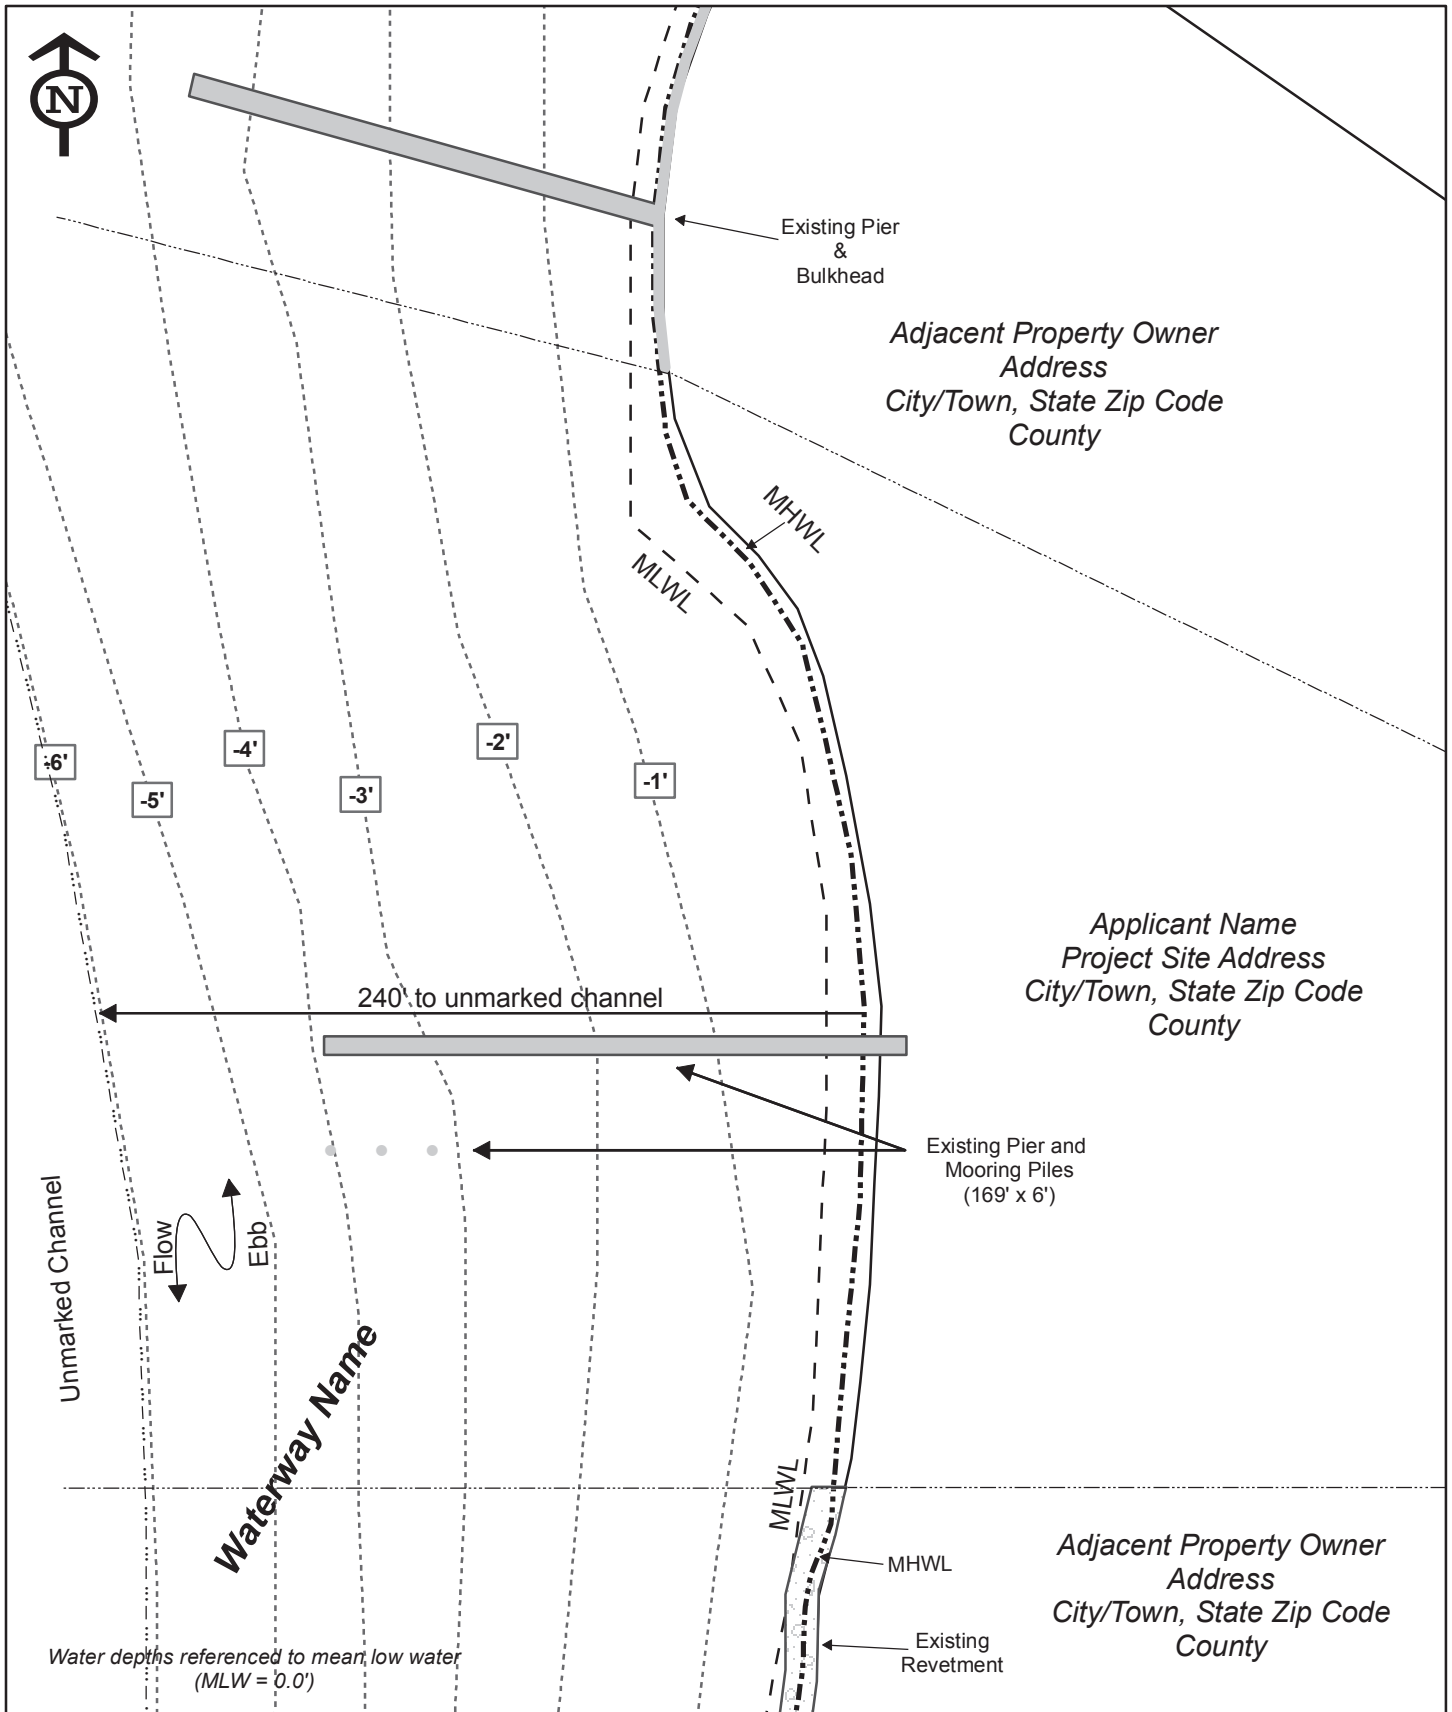 N
Existing Pier
&
Bulkhead
Adjacent Property Owner
Address
City/Town, State Zip Code
County
MHWL
MLWL
-6'
-5'
-4'
-3'
-2'
-1'
Applicant Name
Project Site Address
City/Town, State Zip Code
County
240' to unmarked channel
Existing Pier and
Mooring Piles
(169' x 6')
Unmarked Channel
Flow
Ebb
Waterway Name
MLWL
MHWL
Existing
Revetment
Adjacent Property Owner
Address
City/Town, State Zip Code
County
Water depths referenced to mean low water
(MLW = 0.0')